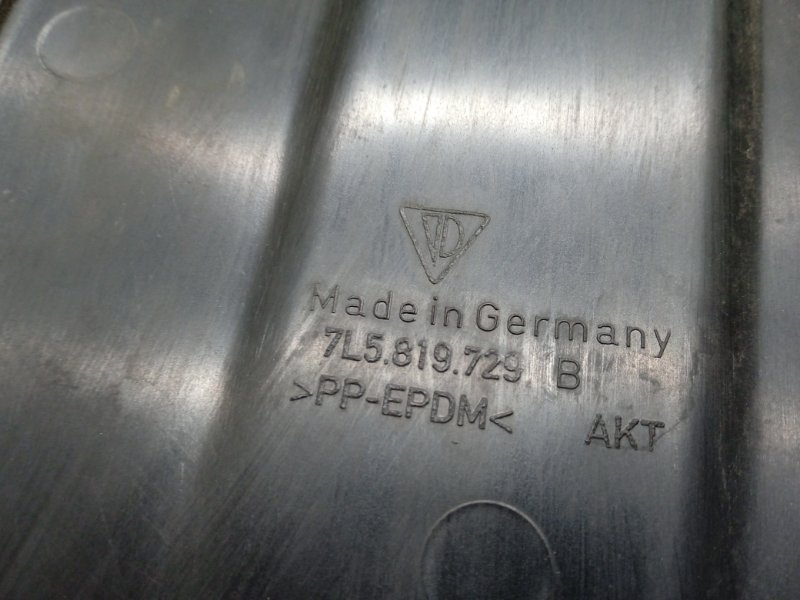 Made in Germany
7L5.819.729 B
>PP-EPDM< AKT